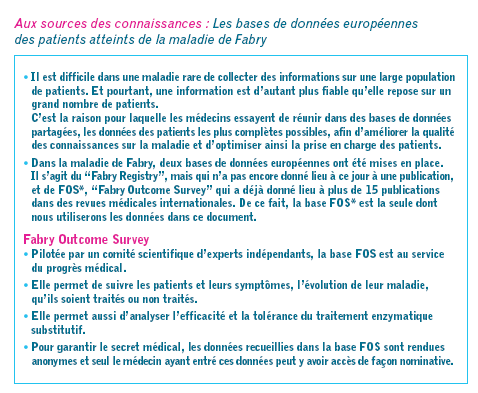 Aux sources des connaissances : Les bases de données européennes
des patients atteints de la maladie de Fabry
• Il est difficile dans une maladie rare de collecter des informations sur une large population
de patients. Et pourtant, une information est d'autant plus fiable qu'elle repose sur un
grand nombre de patients.
C'est la raison pour laquelle les médecins essayent de réunir dans des bases de données
partagées, les données des patients les plus complètes possibles, afin d'améliorer la qualité
des connaissances sur la maladie et d'optimiser ainsi la prise en charge des patients.
• Dans la maladie de Fabry, deux bases de données européennes ont été mises en place.
Il s'agit du "Fabry Registry", mais qui n'a pas encore donné lieu à ce jour à une publication,
et de FOS*, "Fabry Outcome Survey" qui a déjà donné lieu à plus de 15 publications
dans des revues médicales internationales. De ce fait, la base FOS* est la seule dont
nous utiliserons les données dans ce document.
Fabry Outcome Survey
• Pilotée par un comité scientifique d'experts indépendants, la base FOS est au service
du progrès médical.
• Elle permet de suivre les patients et leurs symptômes, l'évolution de leur maladie,
qu'ils soient traités ou non traités.
• Elle permet aussi d'analyser l'efficacité et la tolérance du traitement enzymatique
substitutif.
• Pour garantir le secret médical, les données recueillies dans la base FOS sont rendues
anonymes et seul le médecin ayant entré ces données peut y avoir accès de façon nominative.